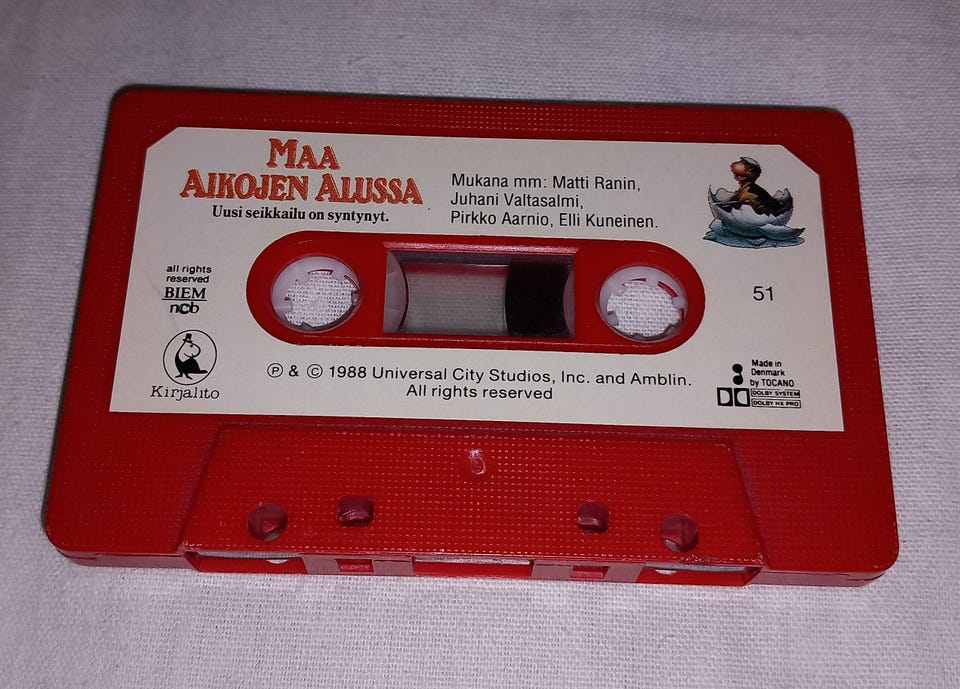 MAA
AIKOJEN ALUSSA
Uusi seikkailu on syntynyt.
Mukana mm: Matti Ranin,
Juhani Valtasalmi,
Pirkko Aarnio, Elli Kuneinen.
all rights
reserved
BIEM
ncb
51
Kirjalito
Ⓟ & © 1988 Universal City Studios, Inc. and Amblin.
All rights reserved
Made in
Denmark
by TOCANO
DOLBY SYSTEM
DOLBY HX PRO